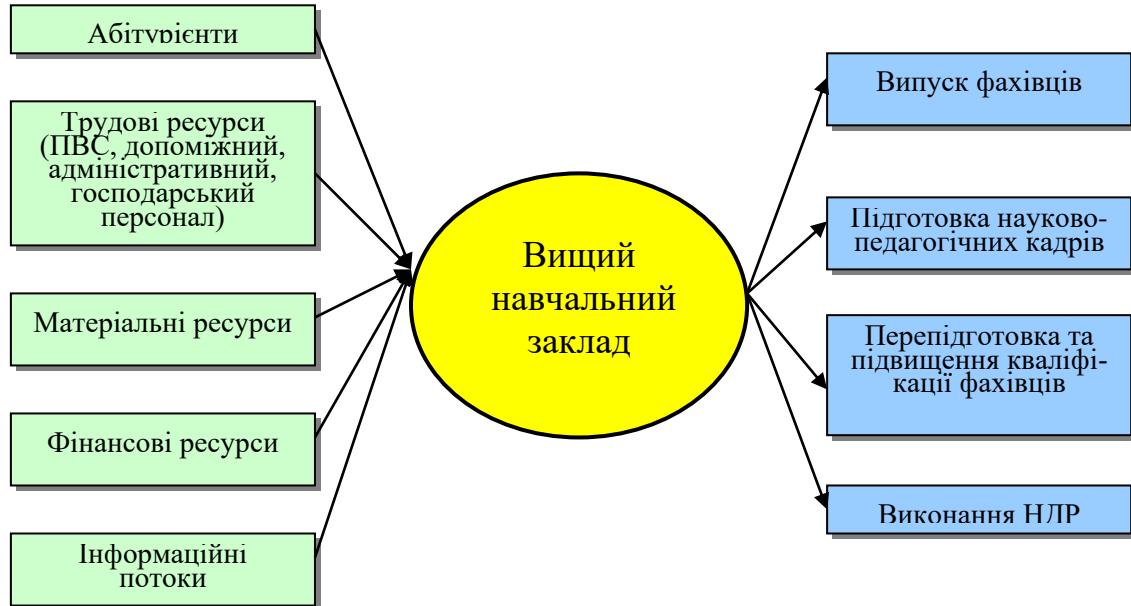 Абітурієнти
Трудові ресурси
(ПВС, допоміжний,
адміністративний,
господарський
персонал)
Матеріальні ресурси
Фінансові ресурси
Інформаційні
потоки
Вищий
навчальний
заклад
Випуск фахівців
Підготовка науково-
педагогічних кадрів
Перепідготовка та
підвищення кваліфі-
кації фахівців
Виконання НДР